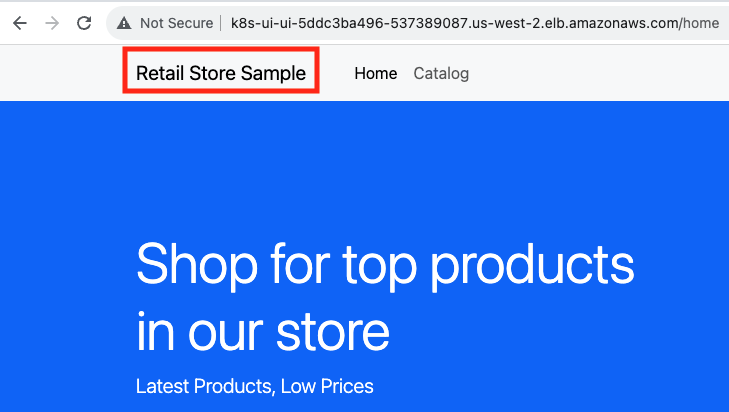 Not Secure k8s-ui-ui-5ddc3ba496-537389087.us-west-2.elb.amazonaws.com/home
Retail Store Sample Home Catalog
Shop for top products
in our store
Latest Products, Low Prices